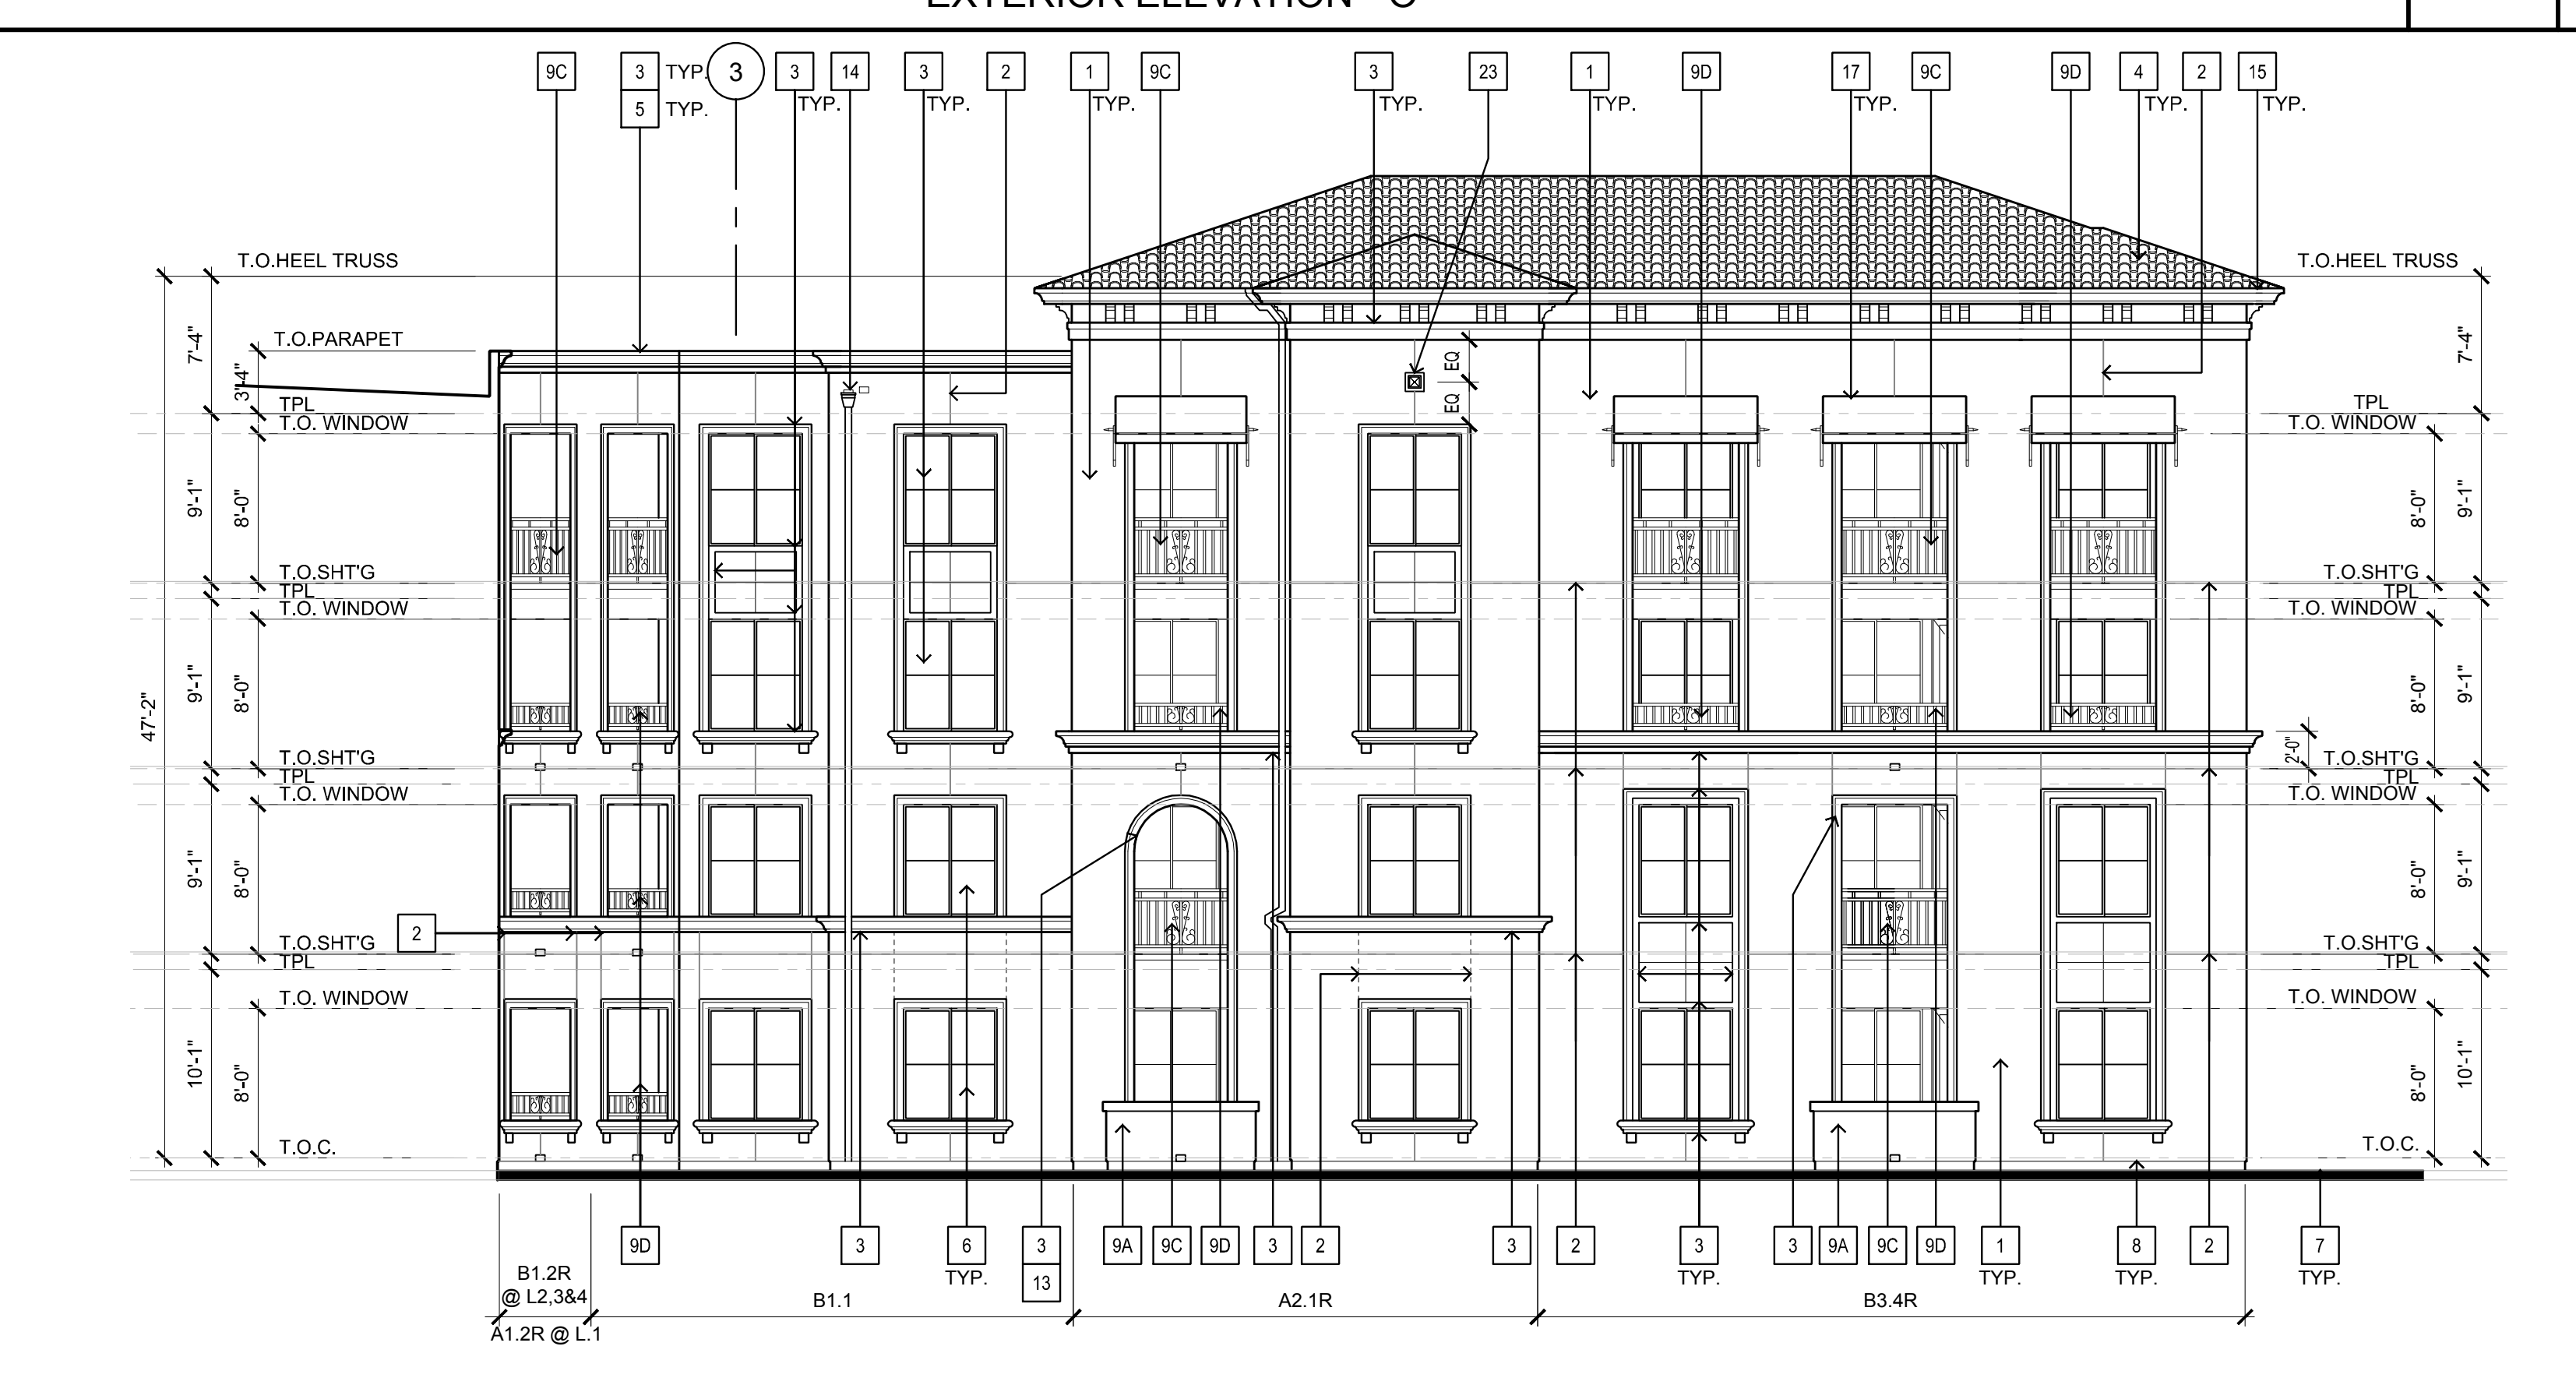 9C
3 TYP.
5 TYP.
3
3
TYP.
14
3
TYP.
2
1
TYP.
9C
3
TYP.
23
1
TYP.
9D
17
TYP.
9C
9D
4
TYP.
2
15
TYP.
T.O.HEEL TRUSS
T.O.PARAPET
TPL
T.O. WINDOW
T.O.SHT'G
TPL
T.O. WINDOW
T.O.SHT'G
TPL
T.O. WINDOW
T.O.SHT'G
TPL
T.O. WINDOW
T.O.C.
47'-2"
7'-4"
9'-1"
9'-1"
9'-1"
10'-1"
3'-4"
8'-0"
8'-0"
8'-0"
8'-0"
2
EQ
EQ
T.O.HEEL TRUSS
TPL
T.O. WINDOW
T.O.SHT'G
TPL
T.O. WINDOW
T.O.SHT'G
TPL
T.O. WINDOW
T.O.SHT'G
TPL
T.O. WINDOW
T.O.C.
2'-0"
8'-0"
8'-0"
8'-0"
8'-0"
7'-4"
9'-1"
9'-1"
9'-1"
10'-1"
9D
3
6
TYP.
3
13
9A
9C
9D
3
2
3
2
3
TYP.
3
9A
9C
9D
1
TYP.
8
TYP.
2
7
TYP.
B1.2R
@ L2,3&4
A1.2R @ L.1
B1.1
A2.1R
B3.4R